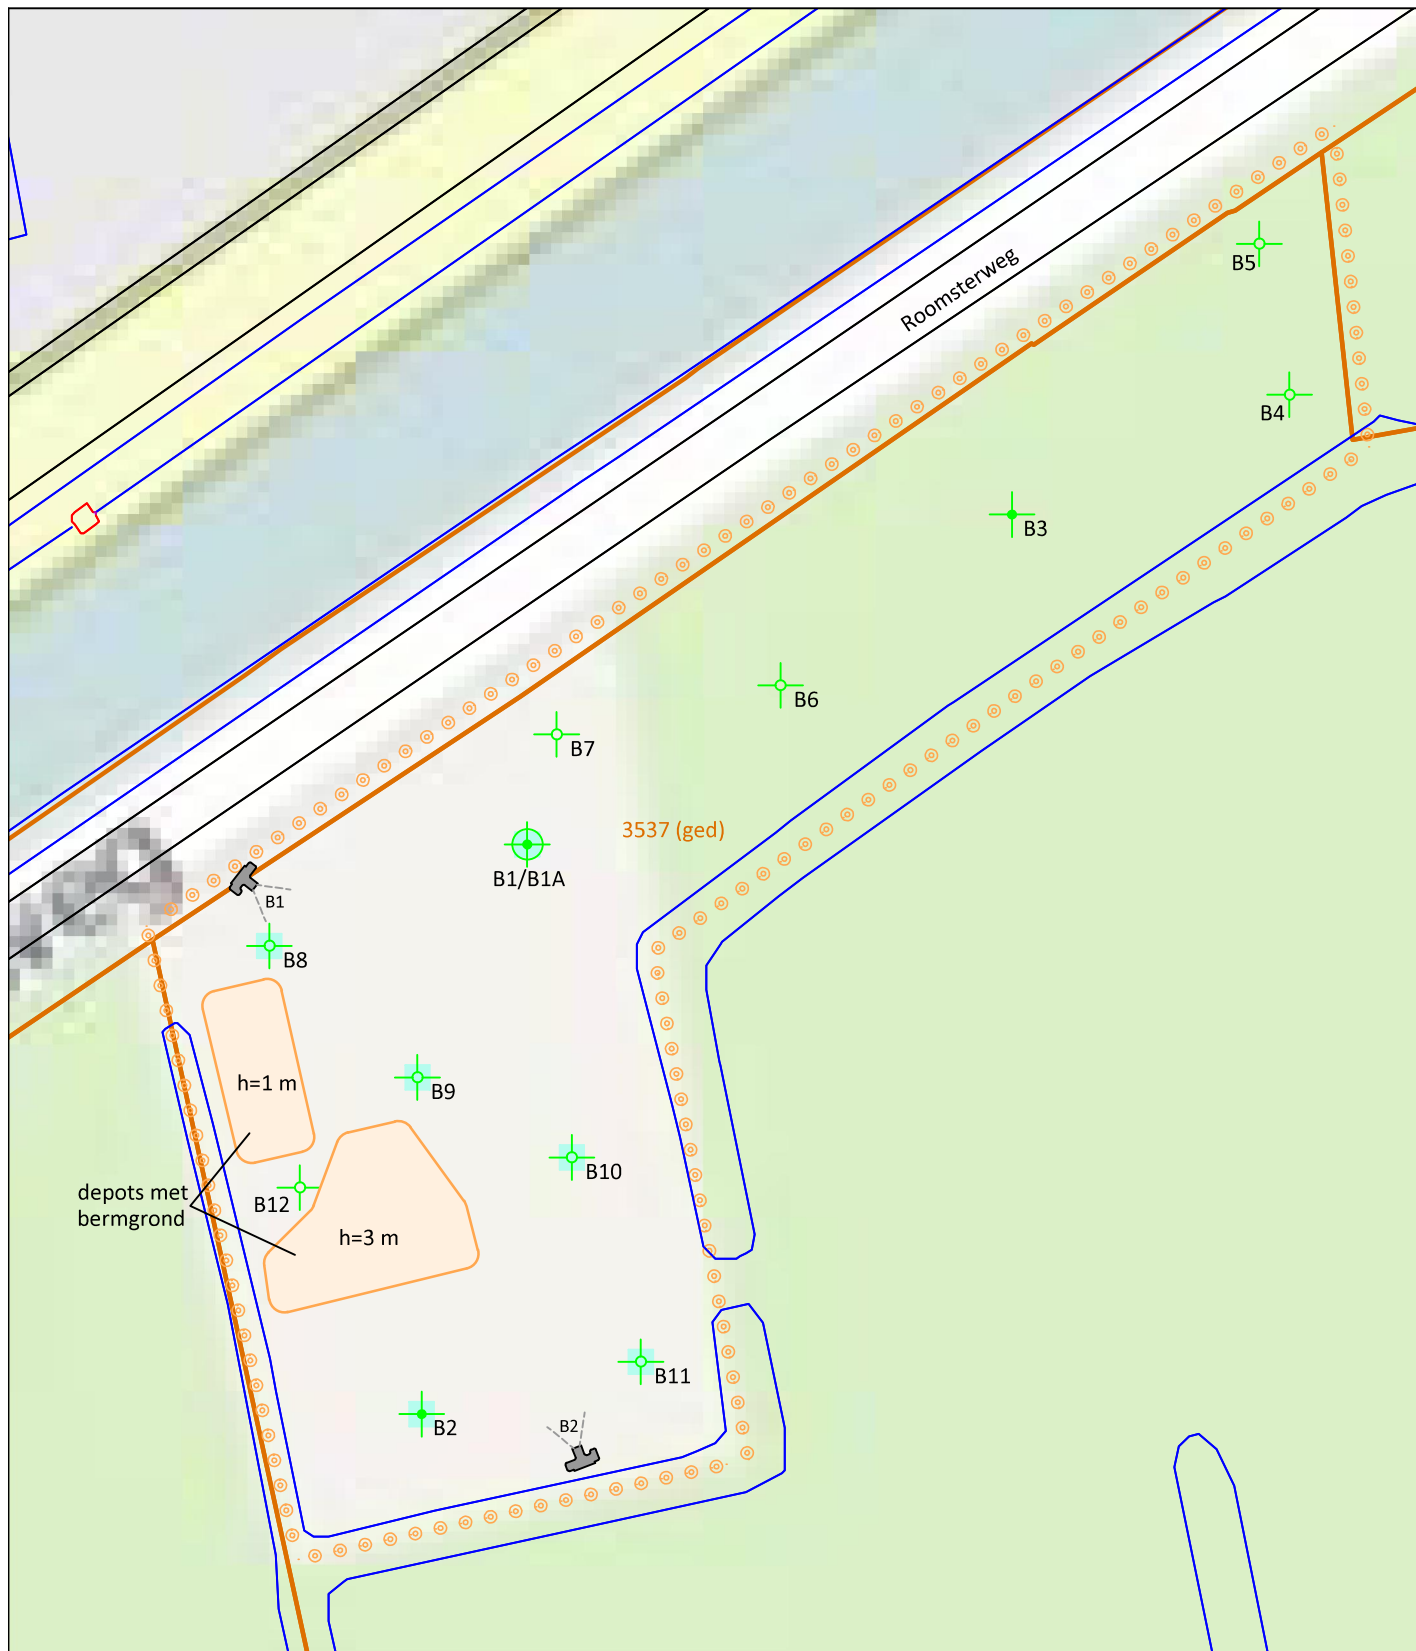 Roomsterweg
B5
B4
B3
B6
B7
3537 (ged)
B1/B1A
B1
B8
h=1 m
B9
B10
depots met
bermgrond
B12
h=3 m
B11
B2
B2